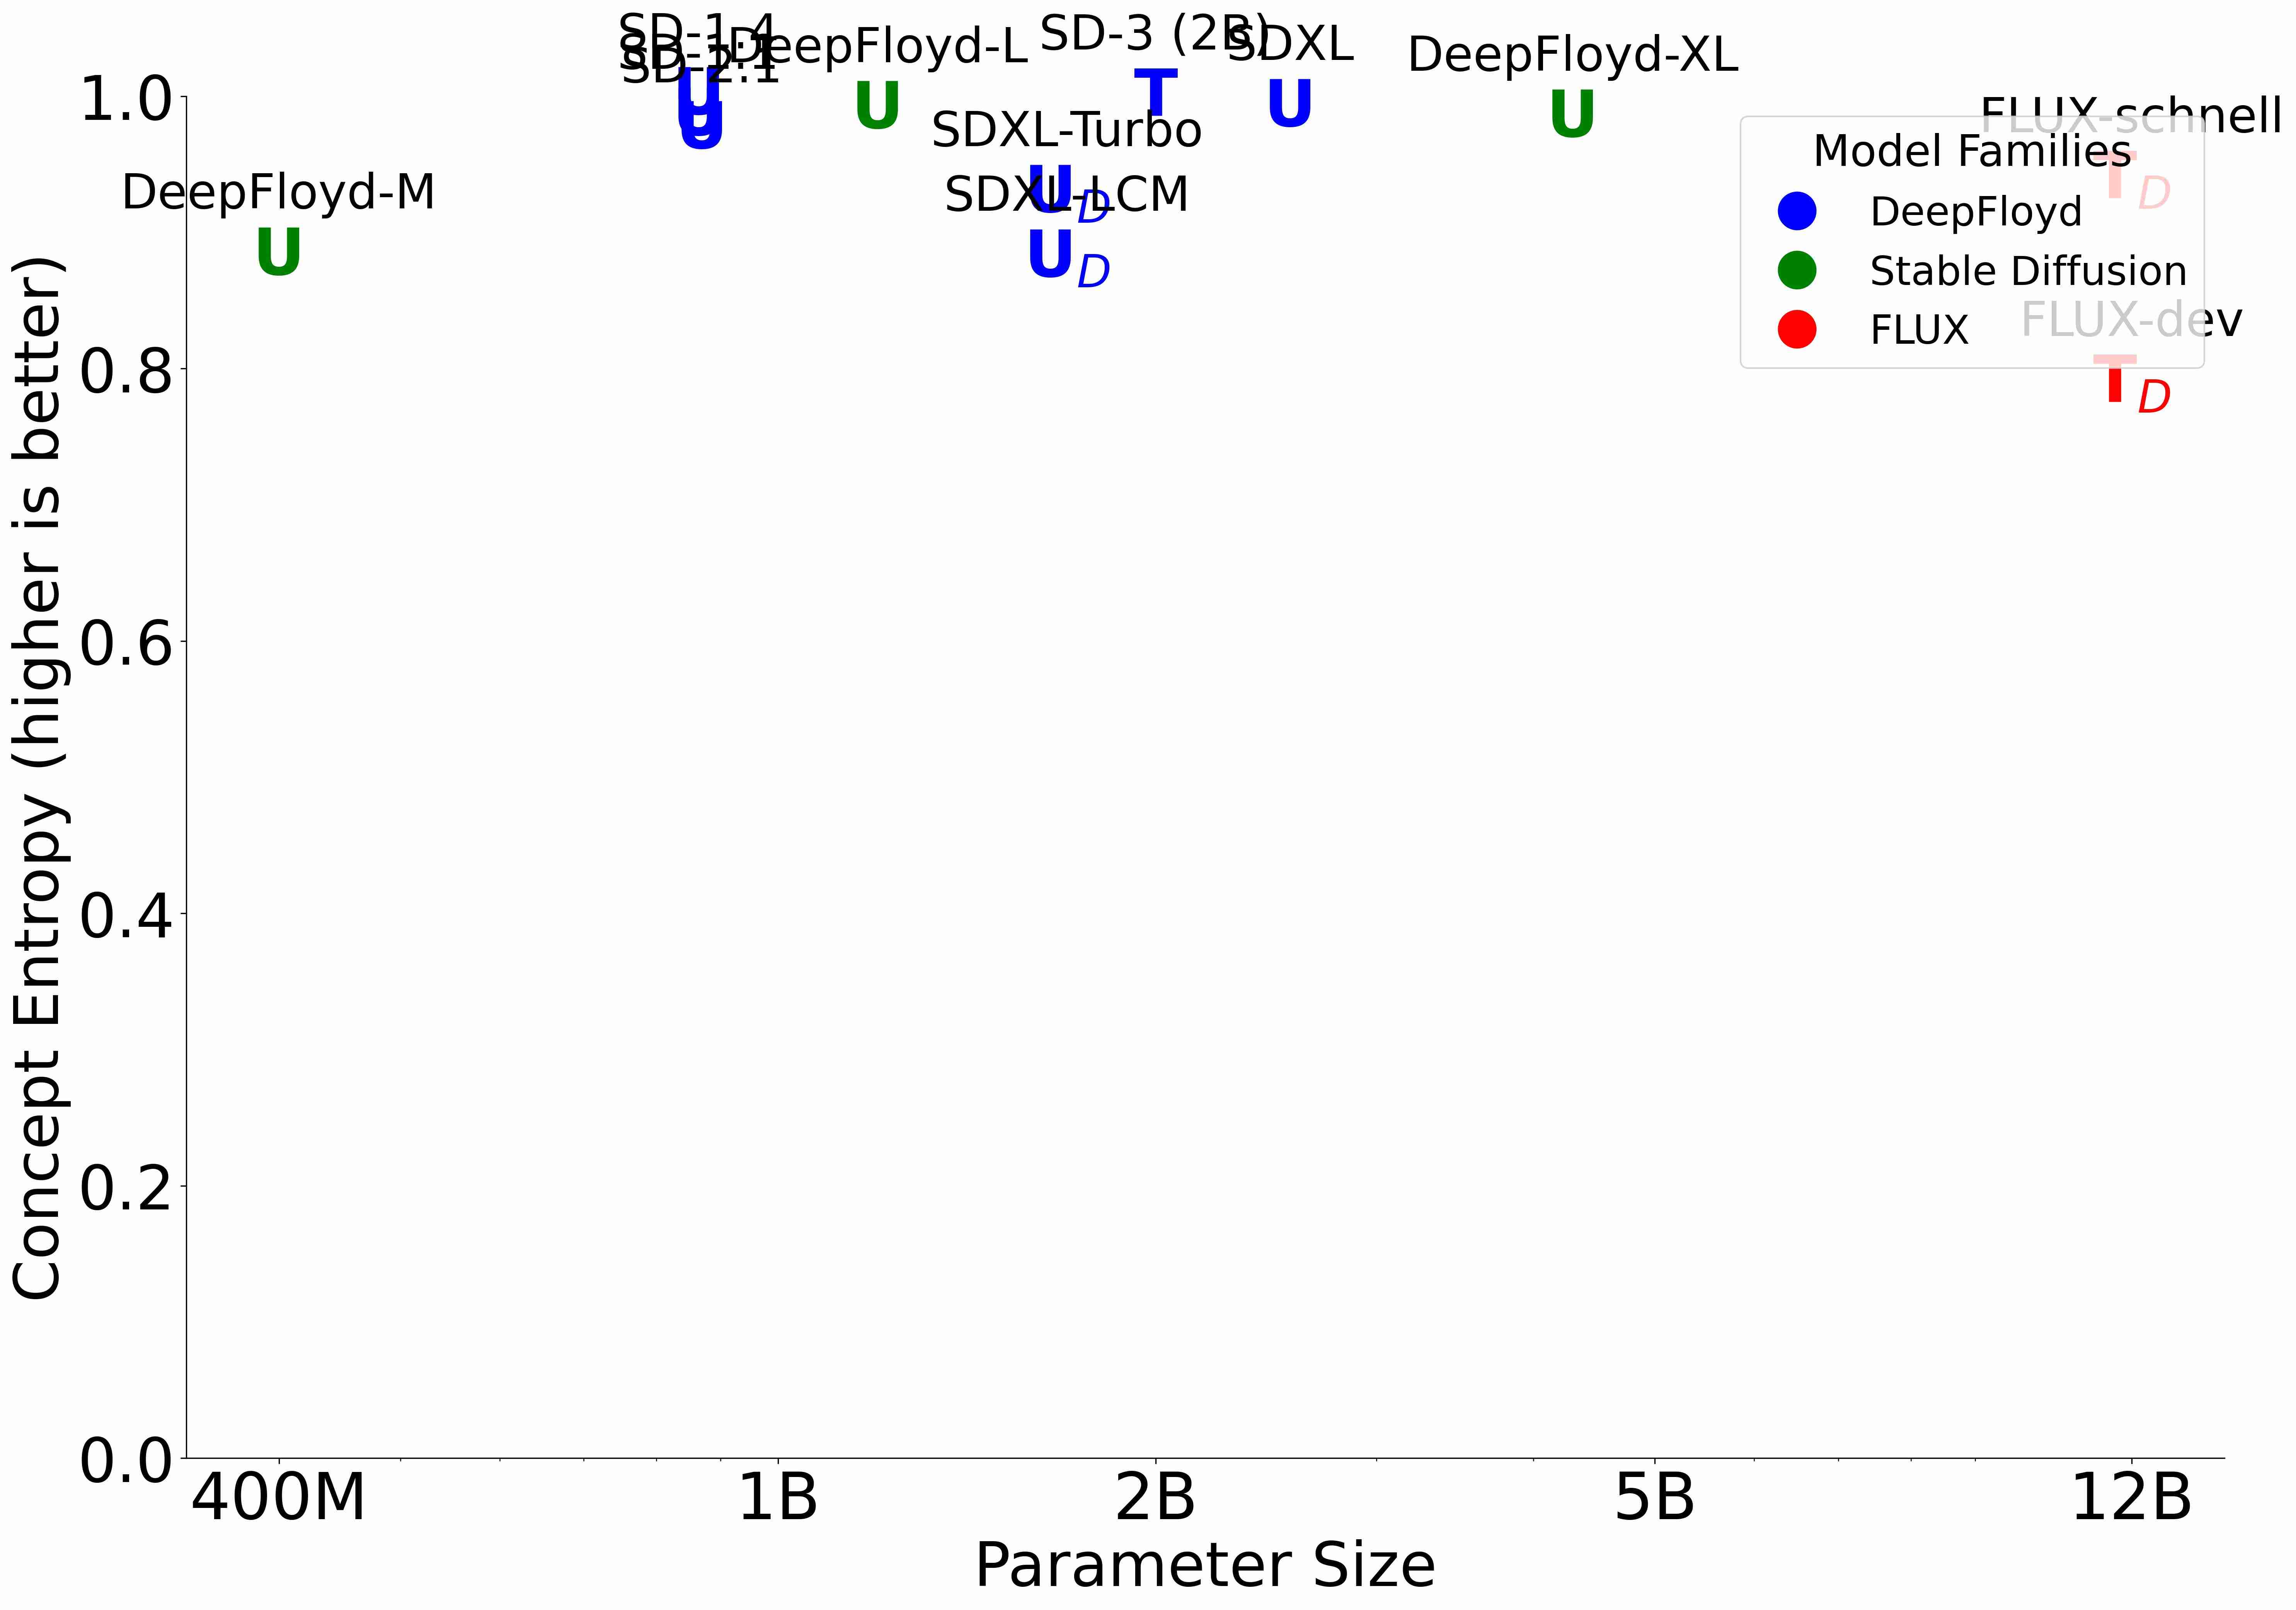 SD-1.4
SD-2.1
DeepFloyd-L
SD-3 (2B)
SDXL
DeepFloyd-XL
FLUX-schnell
U
U
U
U
T
U
U
T D
SDXL-Turbo
U D
SDXL-LCM
U D
DeepFloyd-M
U
FLUX-dev
T D
Model Families
DeepFloyd
Stable Diffusion
FLUX
Concept Entropy (higher is better)
1.0
0.8
0.6
0.4
0.2
0.0
400M
1B
2B
5B
12B
Parameter Size